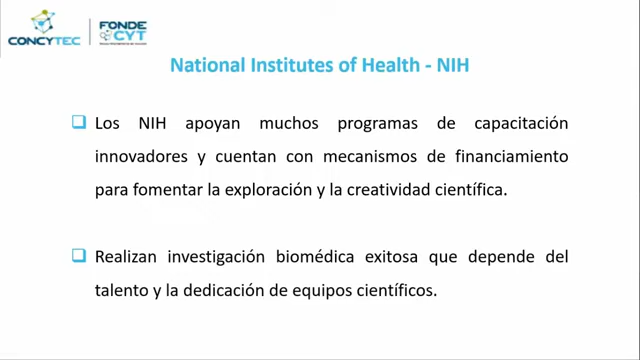 CONCYTEC
FONDE
CYT
National Institutes of Health - NIH
Los NIH apoyan muchos programas de capacitación
innovadores y cuentan con mecanismos de financiamiento
para fomentar la exploración y la creatividad científica.
Realizan investigación biomédica exitosa que depende del
talento y la dedicación de equipos científicos.